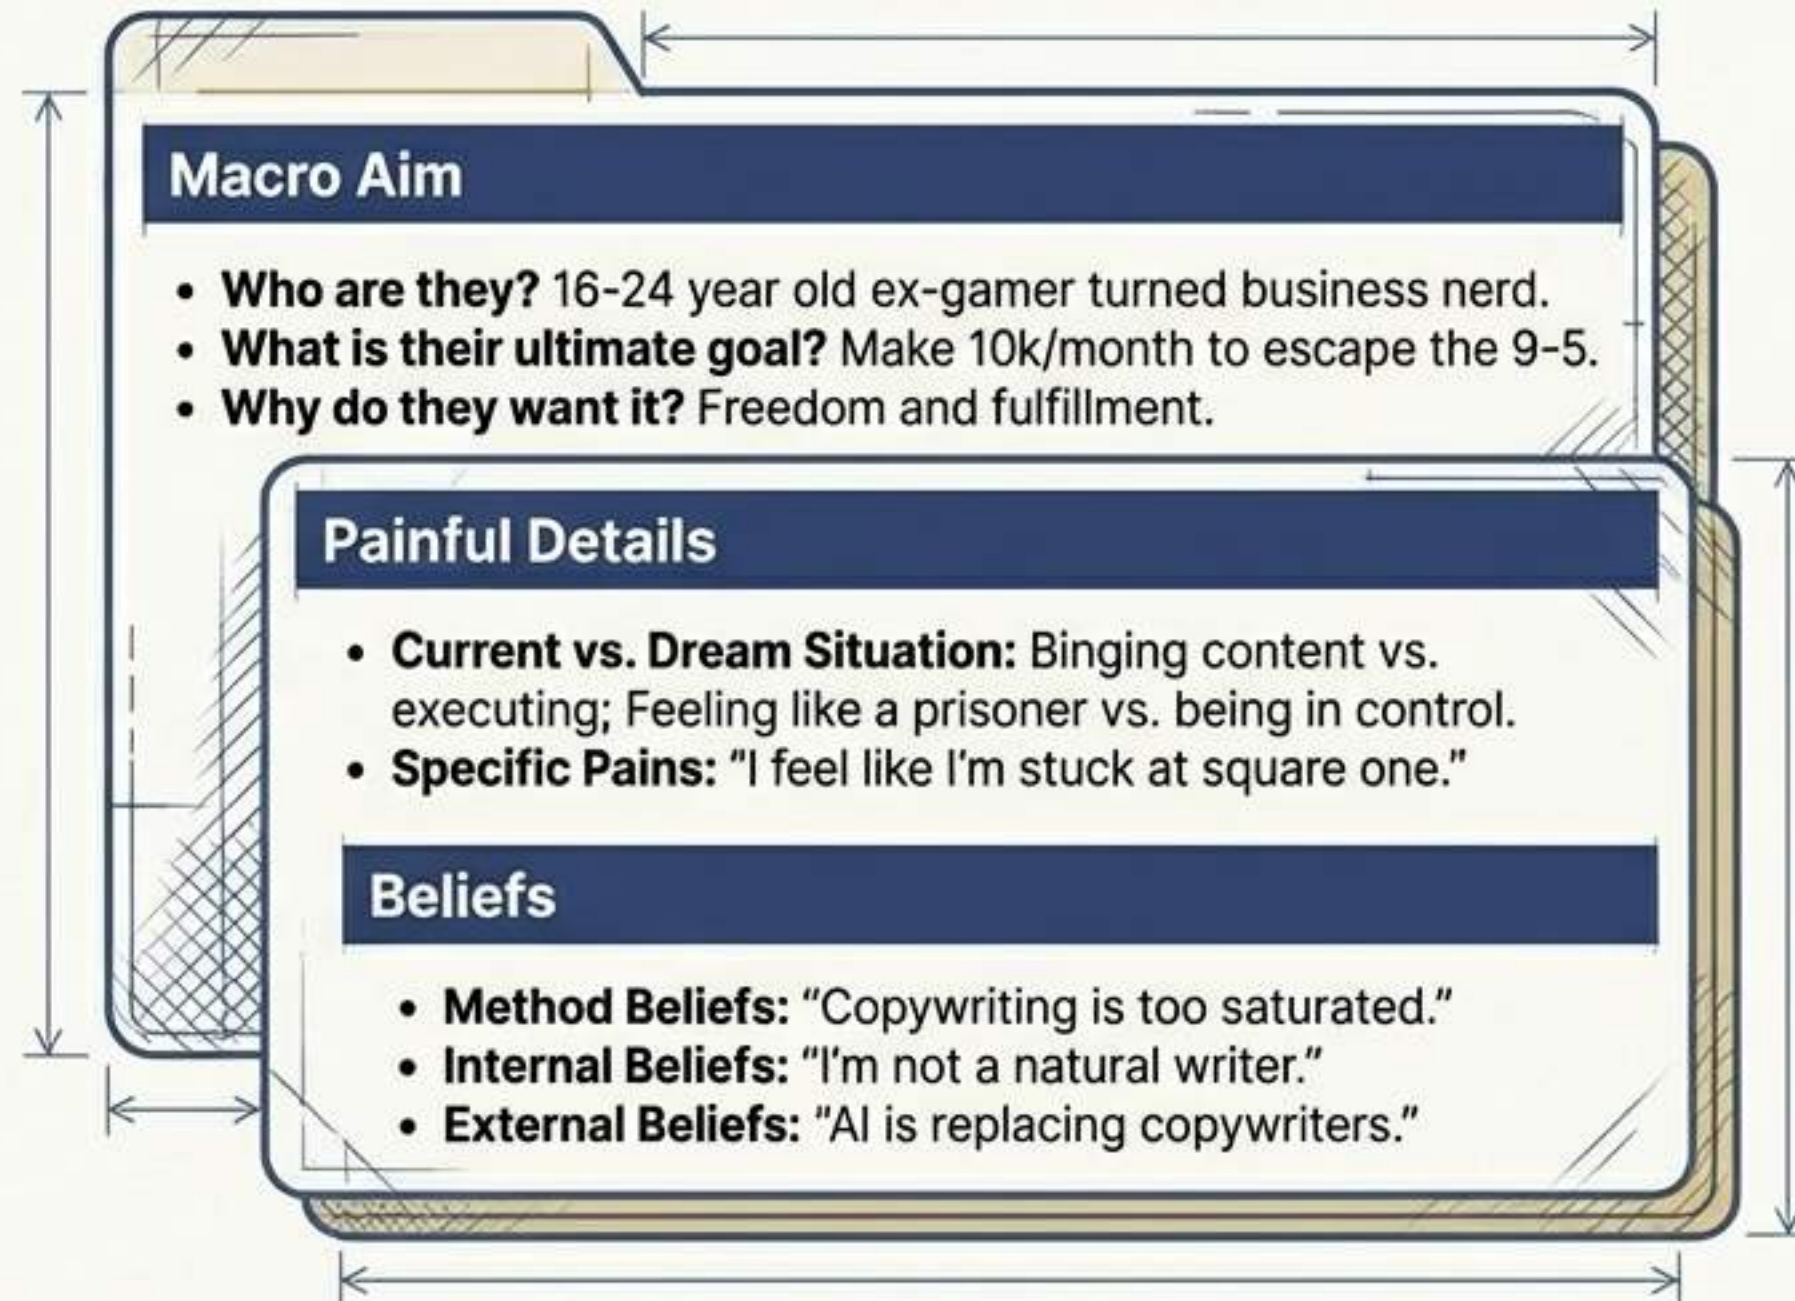 Macro Aim
• Who are they? 16-24 year old ex-gamer turned business nerd.
• What is their ultimate goal? Make 10k/month to escape the 9-5.
• Why do they want it? Freedom and fulfillment.
Painful Details
• Current vs. Dream Situation: Binging content vs.
executing; Feeling like a prisoner vs. being in control.
• Specific Pains: “I feel like I’m stuck at square one.”
Beliefs
• Method Beliefs: “Copywriting is too saturated.”
• Internal Beliefs: “I’m not a natural writer.”
• External Beliefs: “AI is replacing copywriters.”